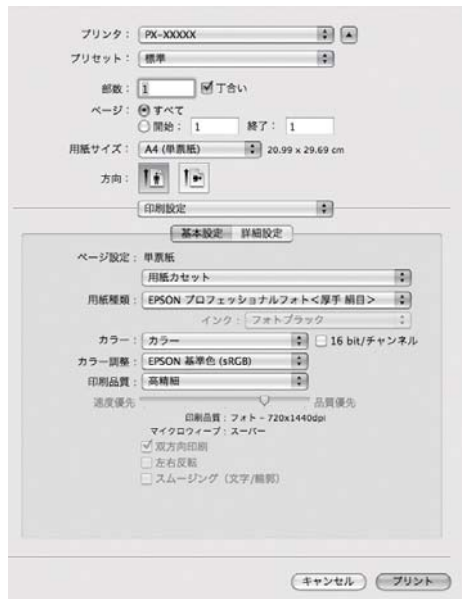 プリンタ： PX-XXXXX
プリセット： 標準
部数： 1 丁合い
ページ： すべて
開始： 1 終了： 1
用紙サイズ： A4 (単票紙) 20.99 x 29.69 cm
方向：
印刷設定
基本設定 詳細設定
ページ設定： 単票紙
用紙カセット
用紙種類： EPSON プロフェッショナルフォト<厚手 絹目>
インク： フォトブラック
カラー： カラー 16 bit/チャンネル
カラー調整： EPSON 基準色 (sRGB)
印刷品質： 高精細
速度優先 品質優先
印刷品質： フォト - 720x1440dpi
マイクロウィーブ： スーパー
双方向印刷
左右反転
スムージング（文字/輪郭）
キャンセル プリント